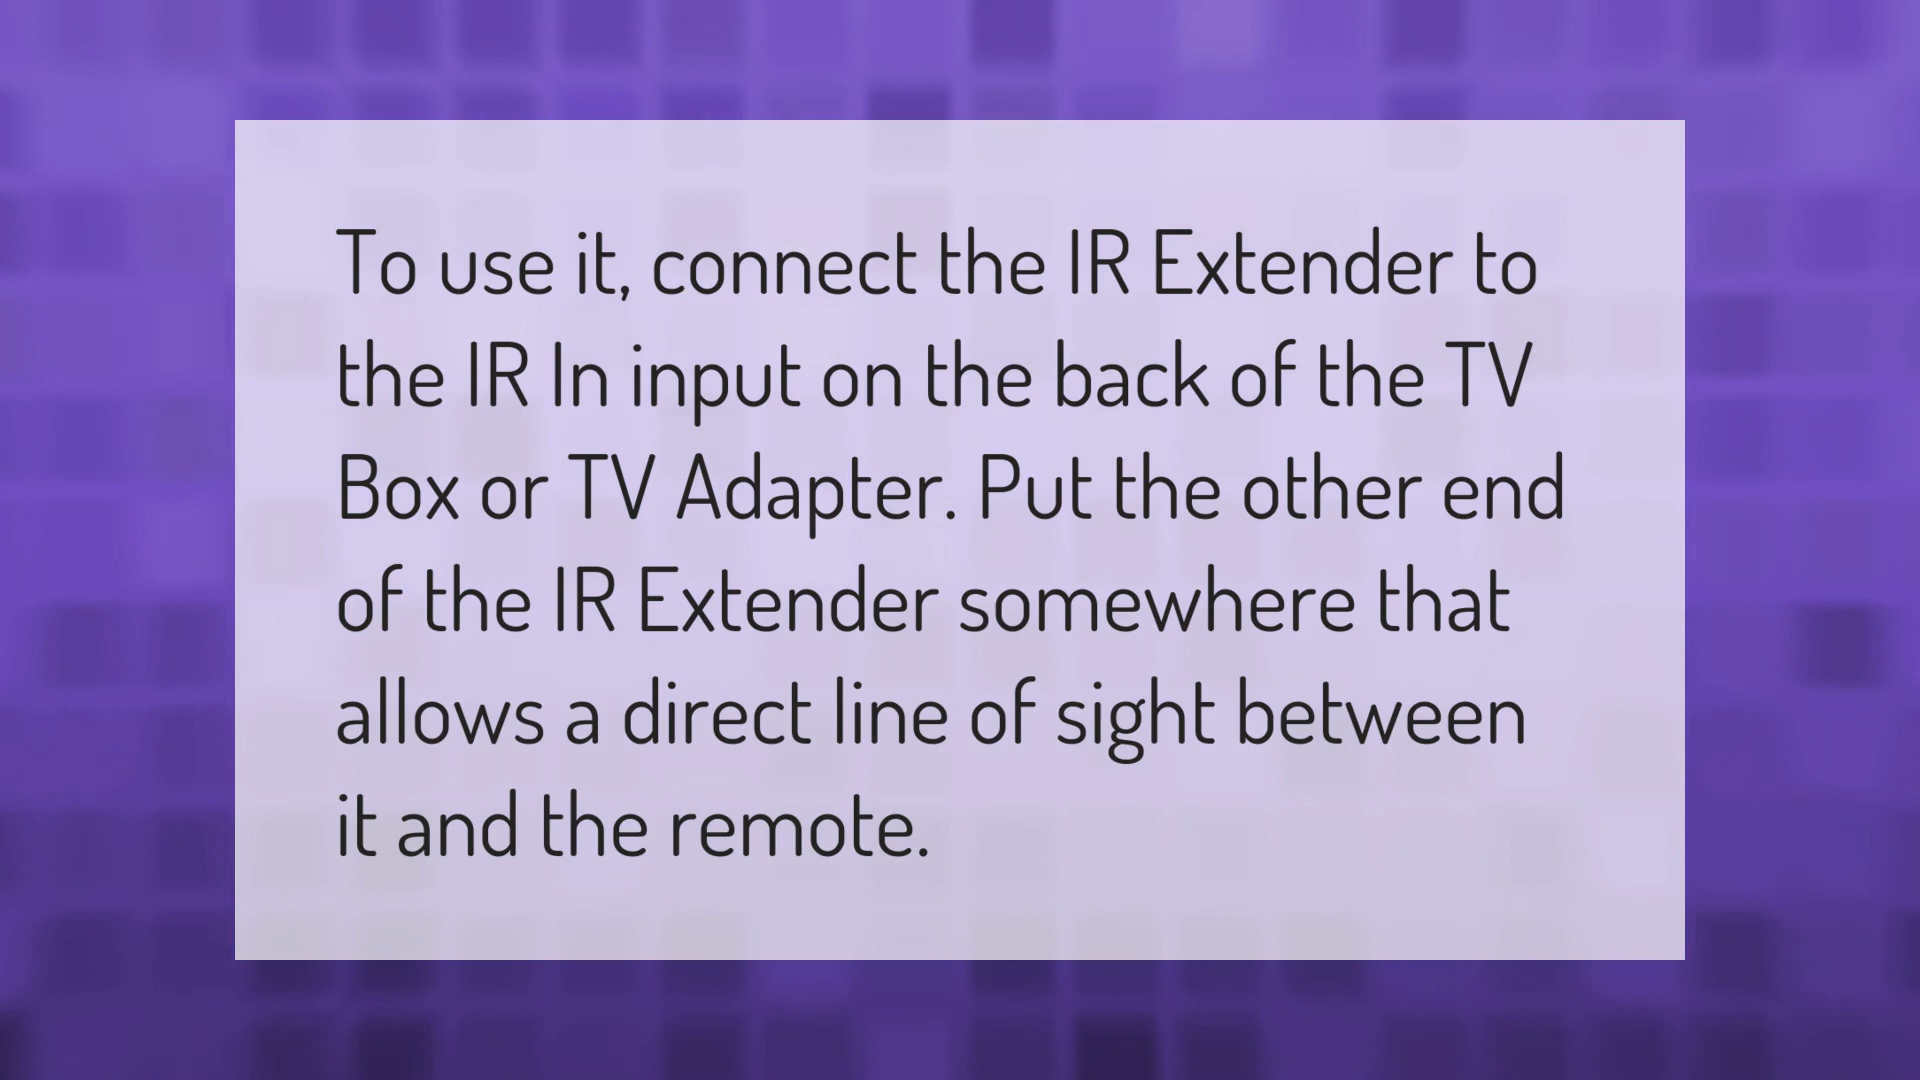 To use it, connect the IR Extender to
the IR In input on the back of the TV
Box or TV Adapter. Put the other end
of the IR Extender somewhere that
allows a direct line of sight between
it and the remote.